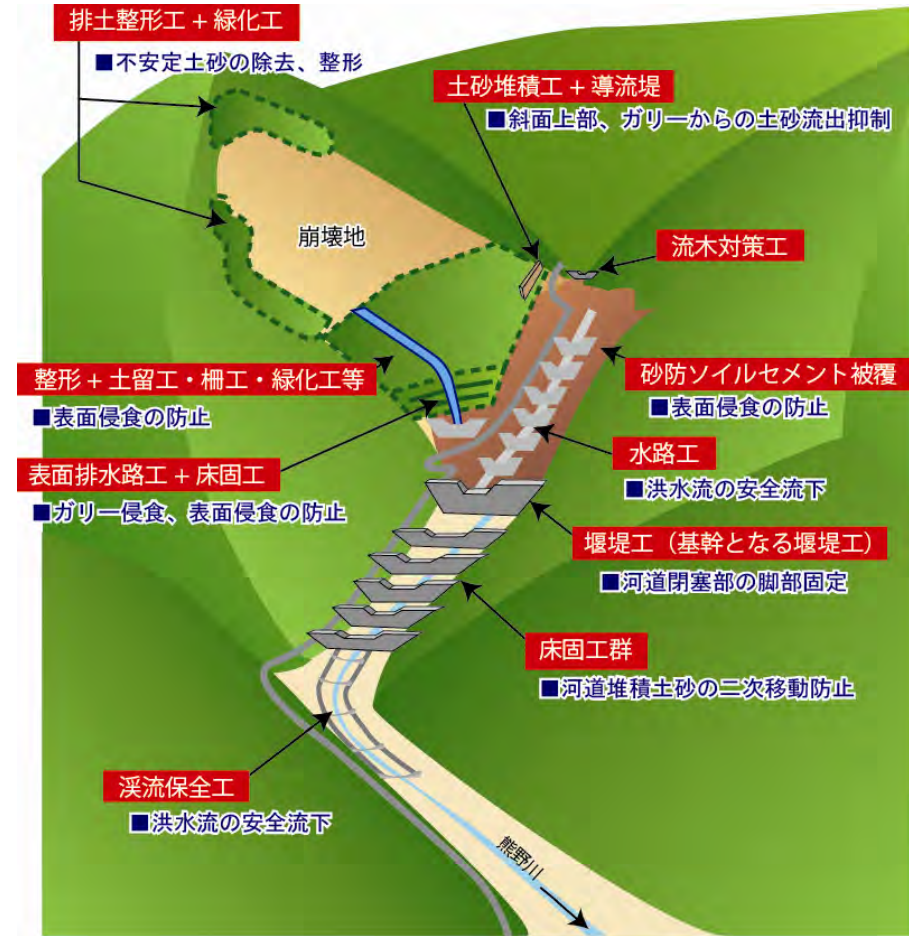 排土整形工 + 緑化工
■不安定土砂の除去、整形
土砂堆積工 + 導流堤
■斜面上部、ガリーからの土砂流出抑制
崩壊地
流木対策工
整形 + 土留工・柵工・緑化工等
■表面侵食の防止
砂防ソイルセメント被覆
■表面侵食の防止
水路工
■洪水流の安全流下
表面排水路工 + 床固工
■ガリー侵食、表面侵食の防止
堰堤工（基幹となる堰堤工）
■河道閉塞部の脚部固定
床固工群
■河道堆積土砂の二次移動防止
渓流保全工
■洪水流の安全流下
熊野川